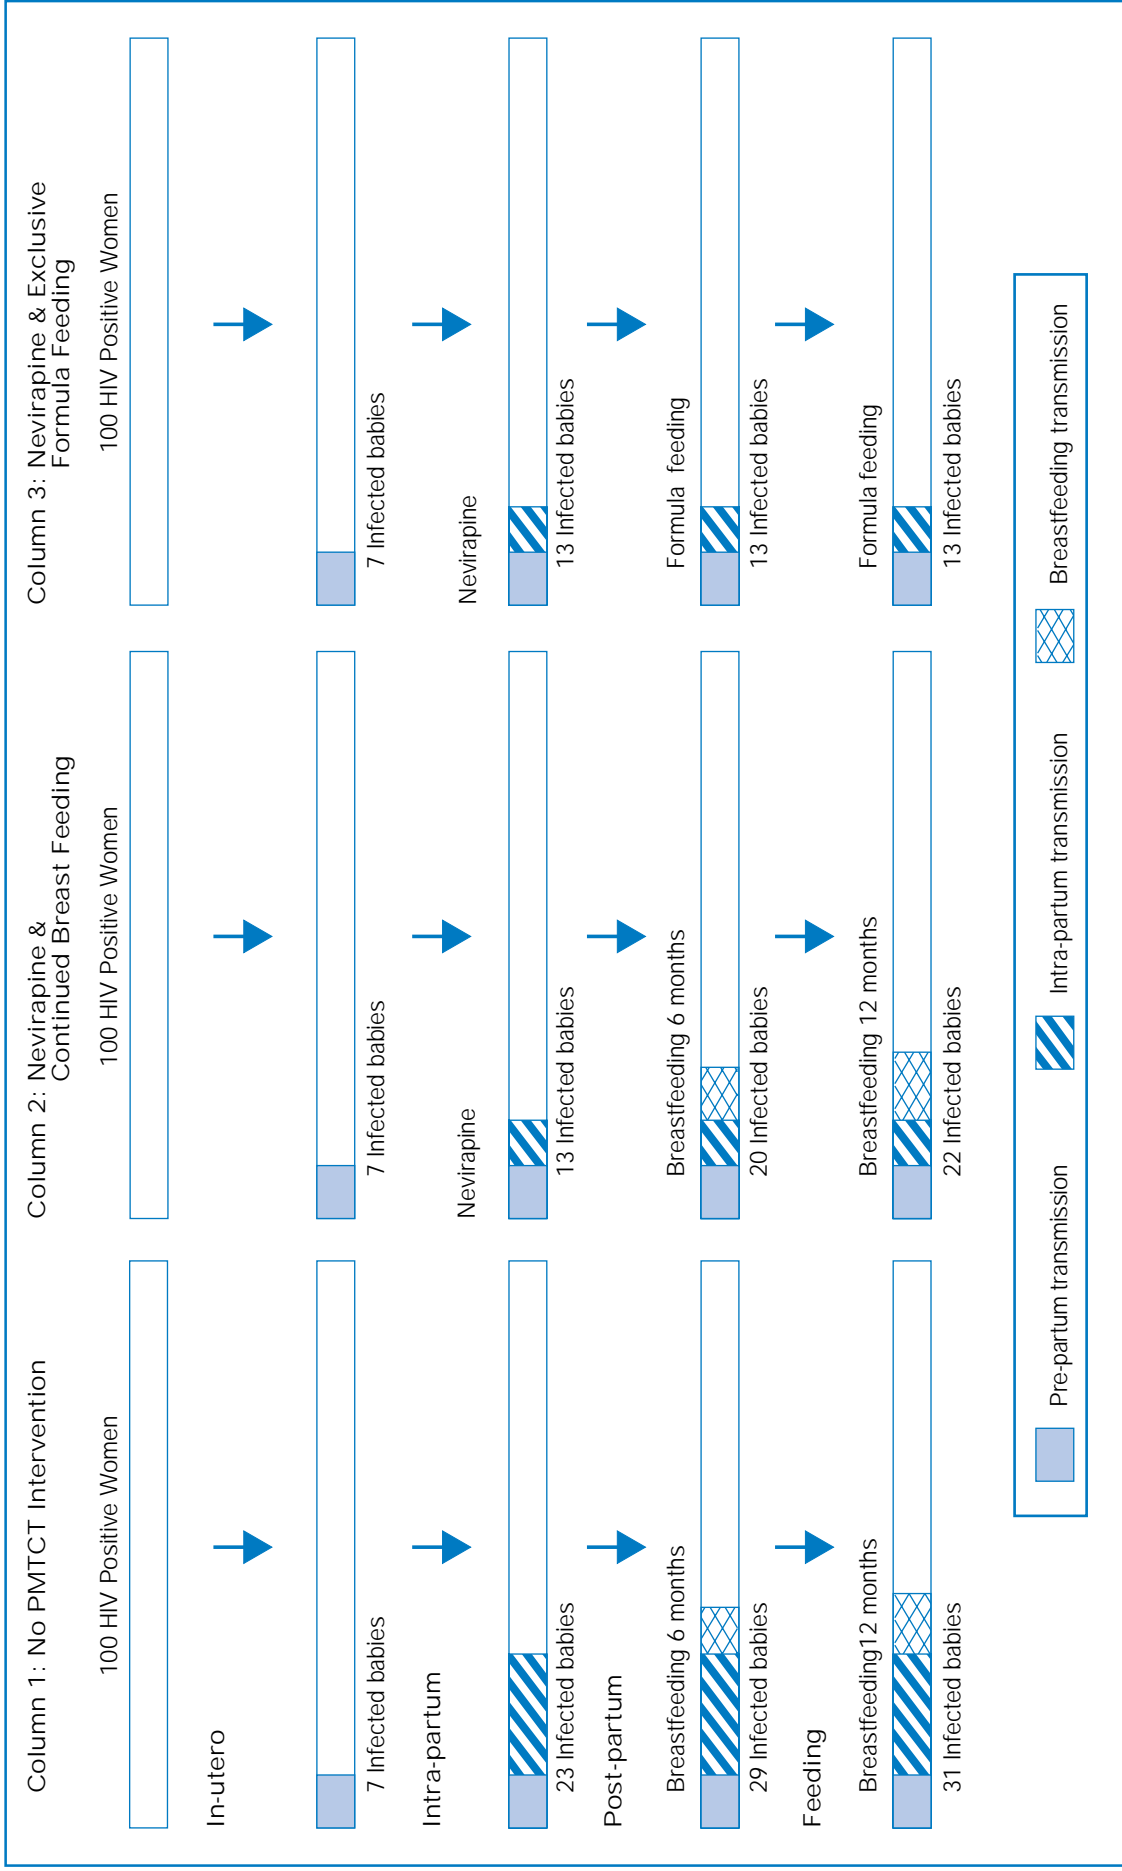 Column 1: No PMTCT Intervention
100 HIV Positive Women
In-utero
7 Infected babies
Intra-partum
23 Infected babies
Post-partum
Breastfeeding 6 months
29 Infected babies
Feeding
Breastfeeding12 months
31 Infected babies
Column 2: Nevirapine &
Continued Breast Feeding
100 HIV Positive Women
7 Infected babies
Nevirapine
13 Infected babies
Breastfeeding 6 months
20 Infected babies
Breastfeeding 12 months
22 Infected babies
Column 3: Nevirapine & Exclusive
Formula Feeding
100 HIV Positive Women
7 Infected babies
Nevirapine
13 Infected babies
Formula feeding
13 Infected babies
Formula feeding
13 Infected babies
Pre-partum transmission
Intra-partum transmission
Breastfeeding transmission